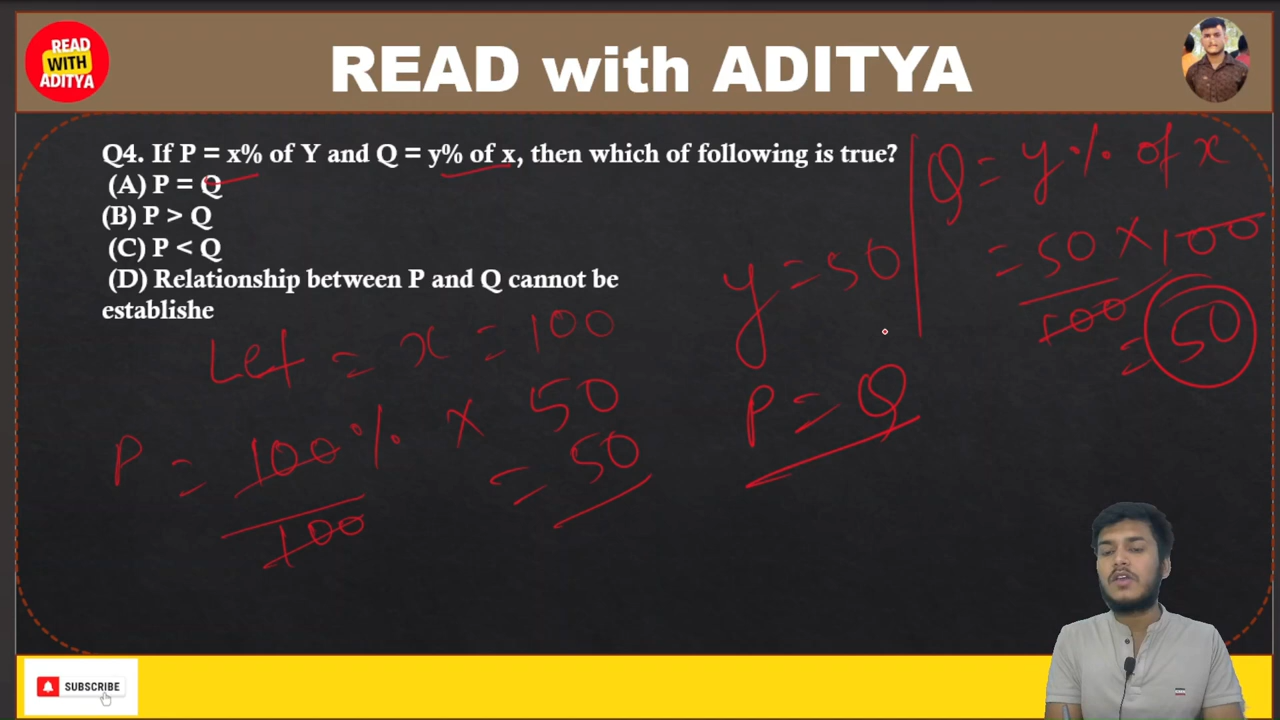 READ
WITH
ADITYA
READ with ADITYA
Q4. If P = x% of Y and Q = y% of x, then which of following is true?
(A) P = Q
(B) P > Q
(C) P < Q
(D) Relationship between P and Q cannot be
establishe
Let = x = 100
y = 50
P = 100% × 50
100
= 50
P = Q
Q = y% of x
= 50 × 100
100
= 50
SUBSCRIBE